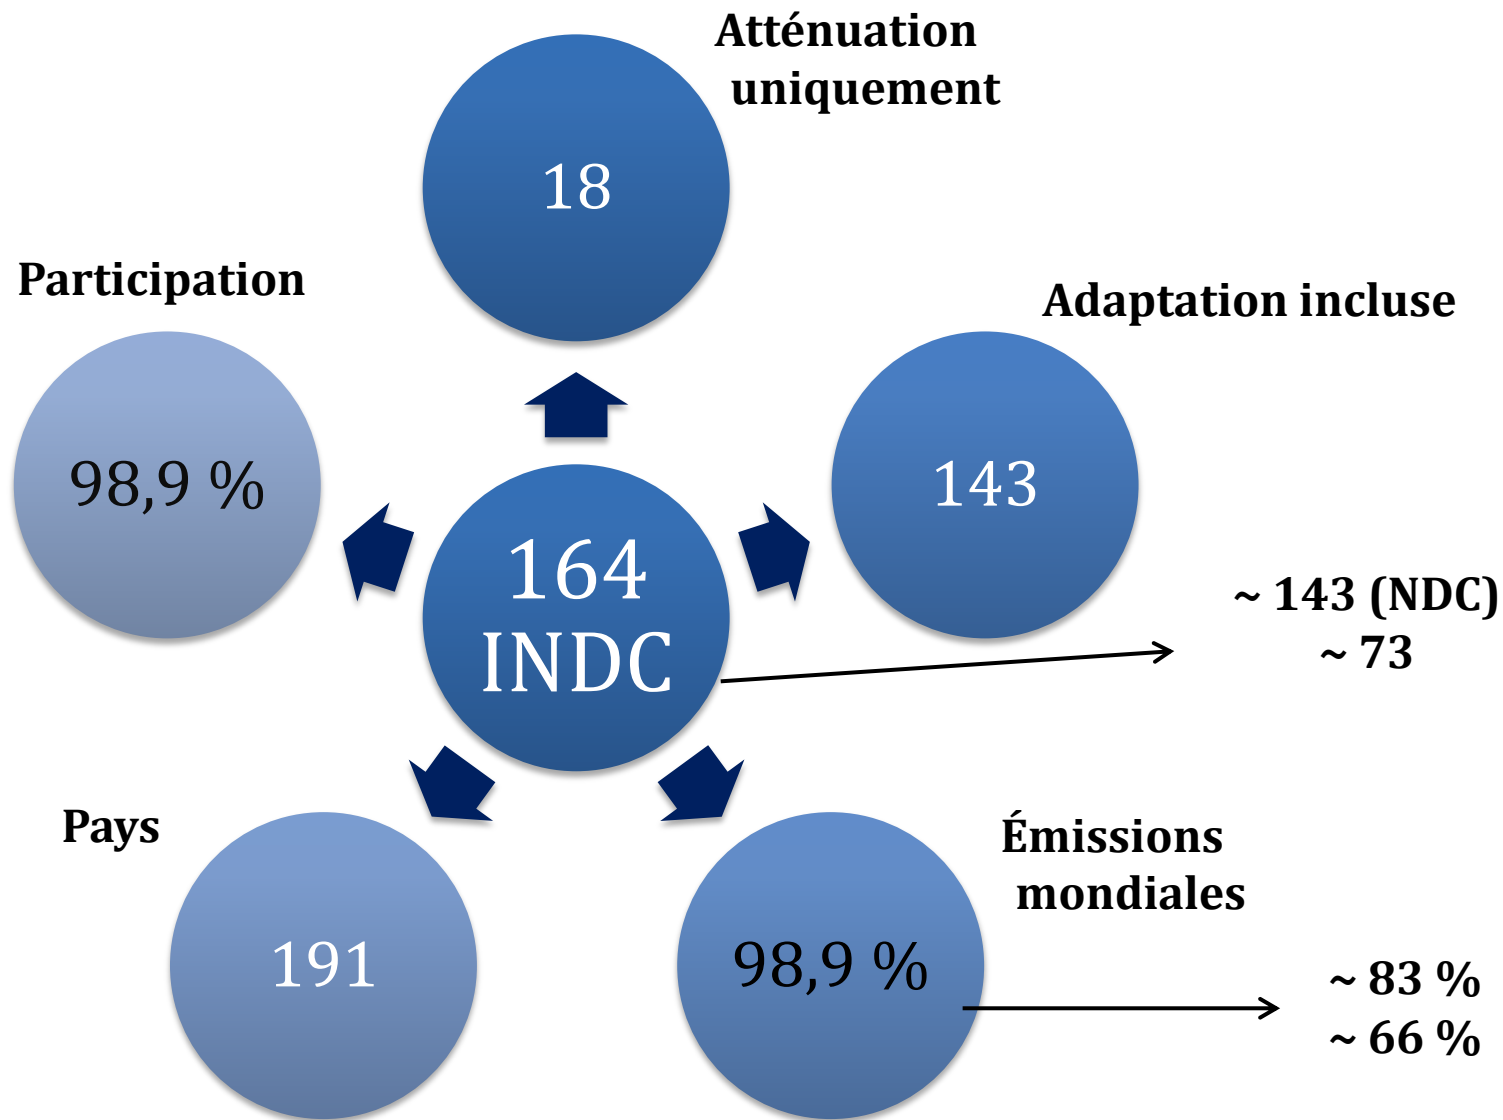 Atténuation
uniquement
18
Participation
98,9 %
Adaptation incluse
143
164
INDC
~ 143 (NDC)
~ 73
Pays
191
Émissions
mondiales
98,9 %
~ 83 %
~ 66 %